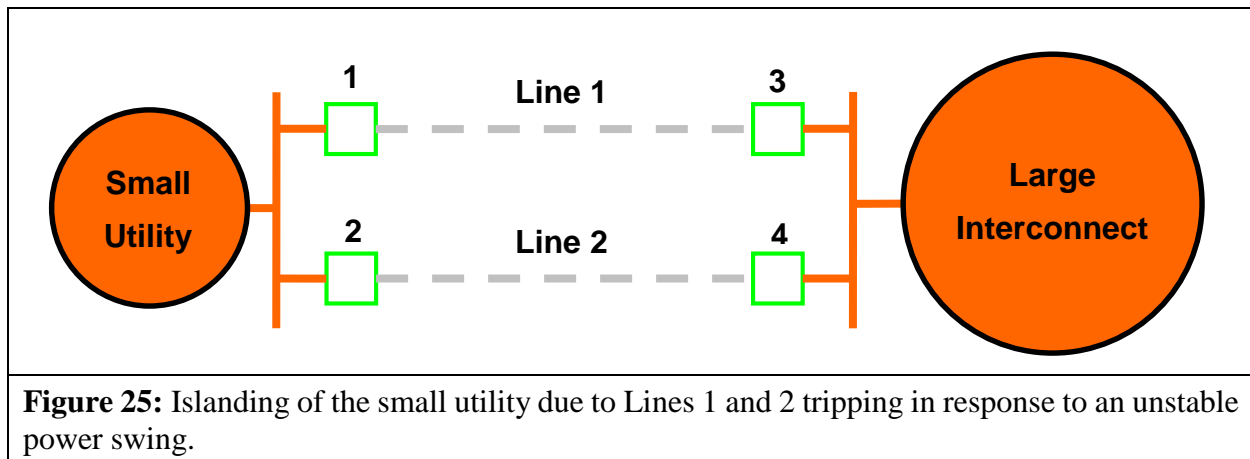 1
Line 1
3
Small
Utility
Large
Interconnect
2
Line 2
4
Figure 25: Islanding of the small utility due to Lines 1 and 2 tripping in response to an unstable
power swing.